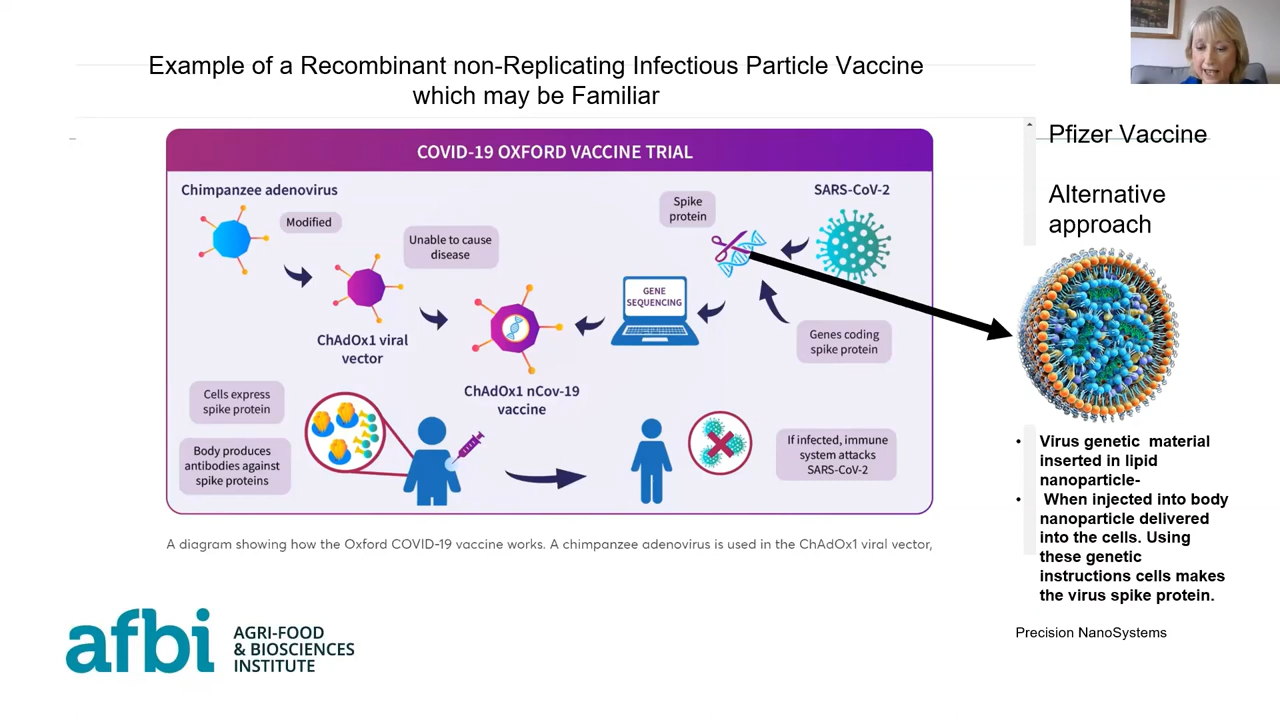 Example of a Recombinant non-Replicating Infectious Particle Vaccine
which may be Familiar
COVID-19 OXFORD VACCINE TRIAL
Chimpanzee adenovirus
Modified
Unable to cause
disease
Spike
protein
SARS-CoV-2
GENE
SEQUENCING
ChAdOx1 viral
vector
Genes coding
spike protein
ChAdOx1 nCov-19
vaccine
Cells express
spike protein
Body produces
antibodies against
spike proteins
If infected, immune
system attacks
SARS-CoV-2
A diagram showing how the Oxford COVID-19 vaccine works. A chimpanzee adenovirus is used in the ChAdOx1 viral vector,
Pfizer Vaccine
Alternative
approach
• Virus genetic material
inserted in lipid
nanoparticle-
• When injected into body
nanoparticle delivered
into the cells. Using
these genetic
instructions cells makes
the virus spike protein.
Precision NanoSystems
afbi
AGRI-FOOD
& BIOSCIENCES
INSTITUTE